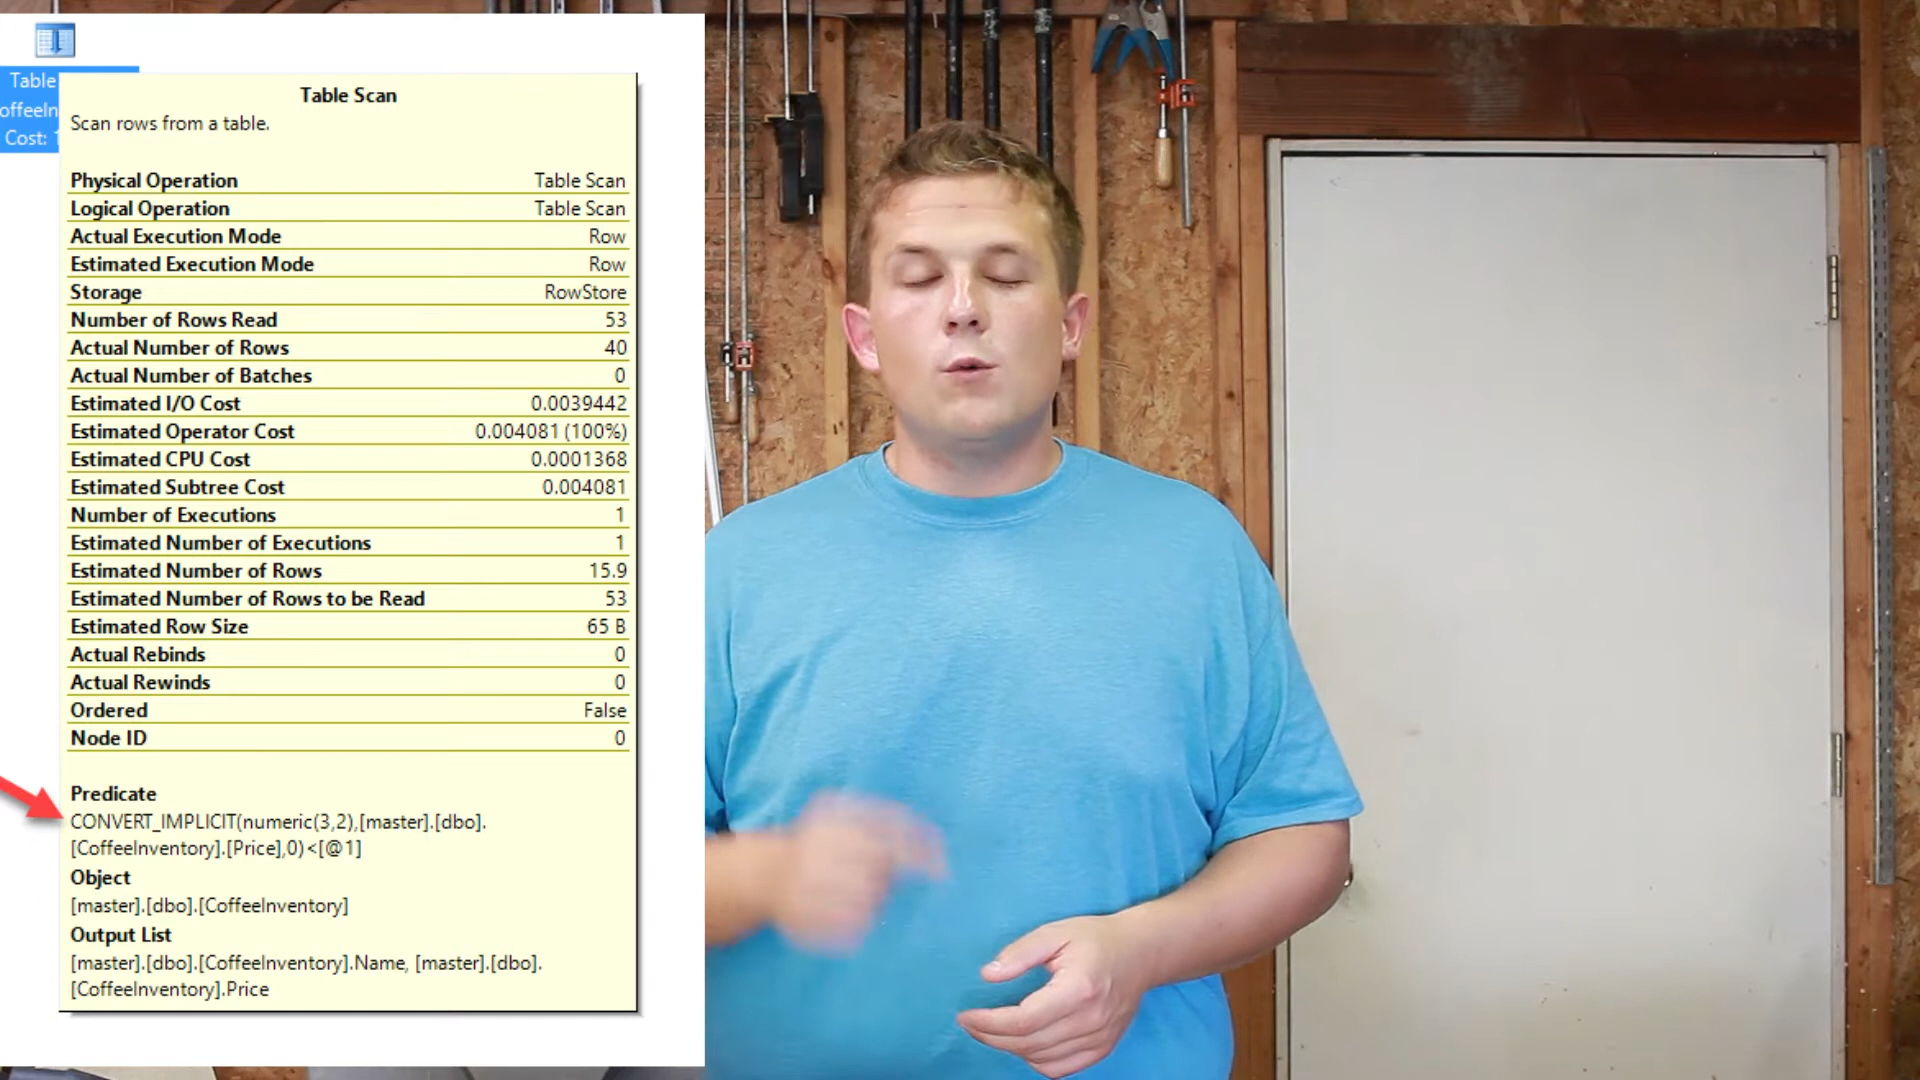 Table
offeeIn
Cost: 1
Table Scan
Scan rows from a table.
Physical Operation Table Scan
Logical Operation Table Scan
Actual Execution Mode Row
Estimated Execution Mode Row
Storage RowStore
Number of Rows Read 53
Actual Number of Rows 40
Actual Number of Batches 0
Estimated I/O Cost 0.0039442
Estimated Operator Cost 0.004081 (100%)
Estimated CPU Cost 0.0001368
Estimated Subtree Cost 0.004081
Number of Executions 1
Estimated Number of Executions 1
Estimated Number of Rows 15.9
Estimated Number of Rows to be Read 53
Estimated Row Size 65 B
Actual Rebinds 0
Actual Rewinds 0
Ordered False
Node ID 0
Predicate
CONVERT_IMPLICIT(numeric(3,2),[master].[dbo].
[CoffeeInventory].[Price],0)<[@1]
Object
[master].[dbo].[CoffeeInventory]
Output List
[master].[dbo].[CoffeeInventory].Name, [master].[dbo].
[CoffeeInventory].Price